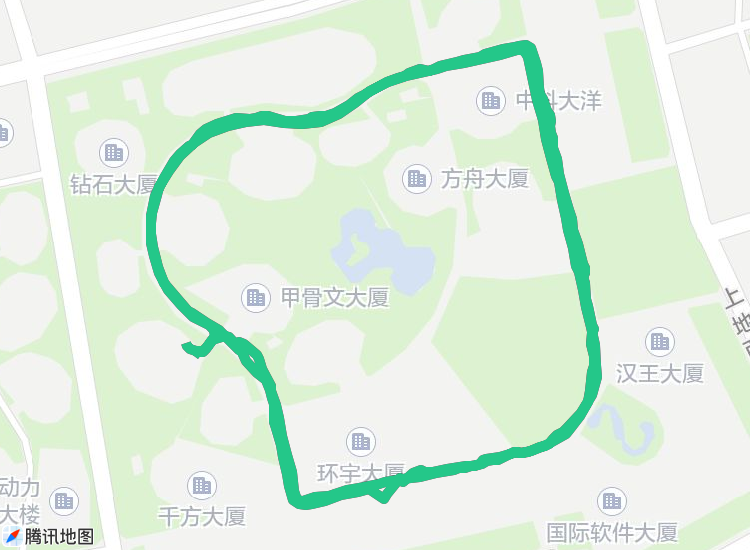 中科大洋
方舟大厦
钻石大厦
甲骨文大厦
上地西
汉王大厦
环宇大厦
动力
大楼
千方大厦
国际软件大厦
腾讯地图